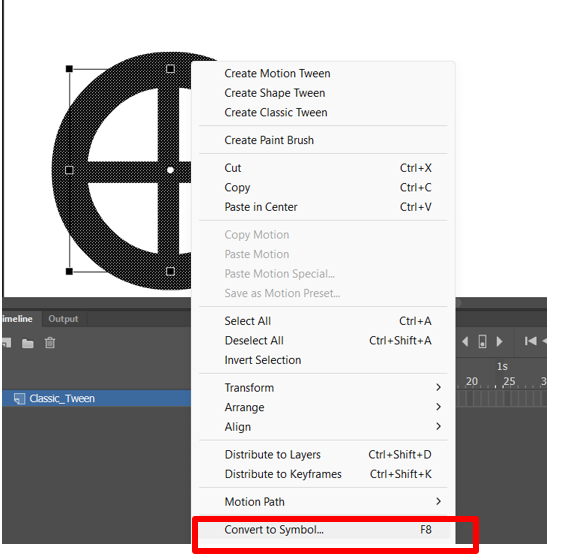 Create Motion Tween
Create Shape Tween
Create Classic Tween
Create Paint Brush
Cut Ctrl+X
Copy Ctrl+C
Paste in Center Ctrl+V
Copy Motion
Paste Motion
Paste Motion Special...
Save as Motion Preset...
Select All Ctrl+A
Deselect All Ctrl+Shift+A
Invert Selection
Transform
Arrange
Align
Distribute to Layers Ctrl+Shift+D
Distribute to Keyframes Ctrl+Shift+K
Motion Path
Convert to Symbol... F8
imeline Output
1s
20 25 3
Classic_Tween